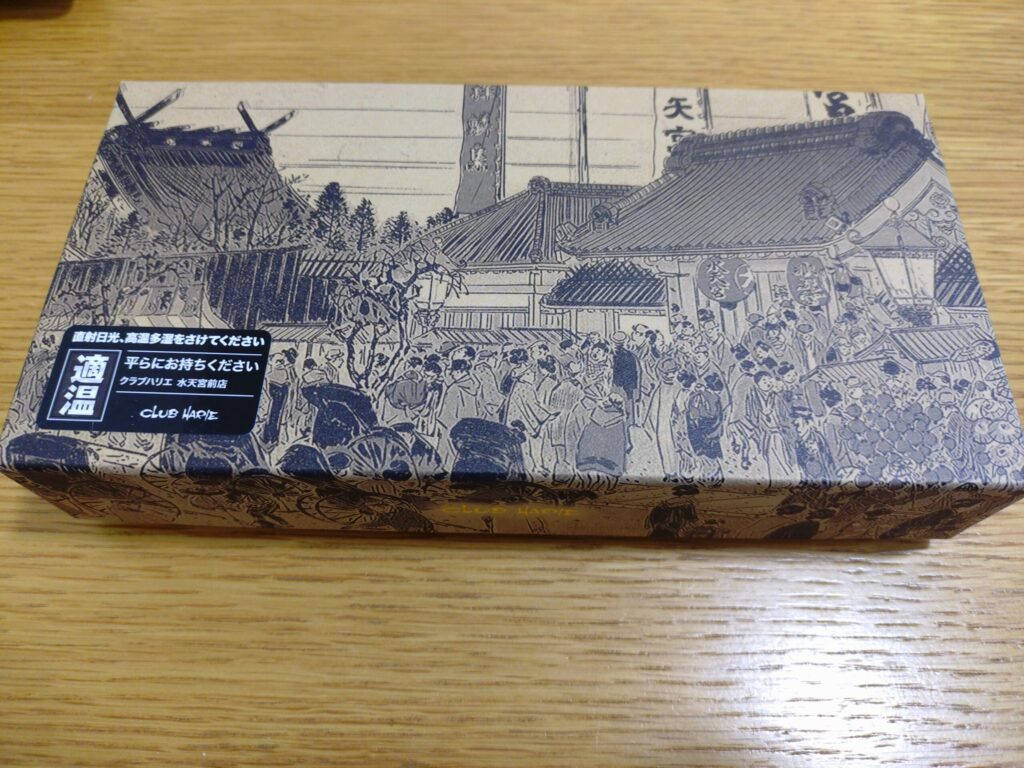 矢宮
直射日光、高温多湿をさけてください
適温
平らにお持ちください
クラブハリエ 水天宮前店
CLUB HARIE
CLUB HARIE